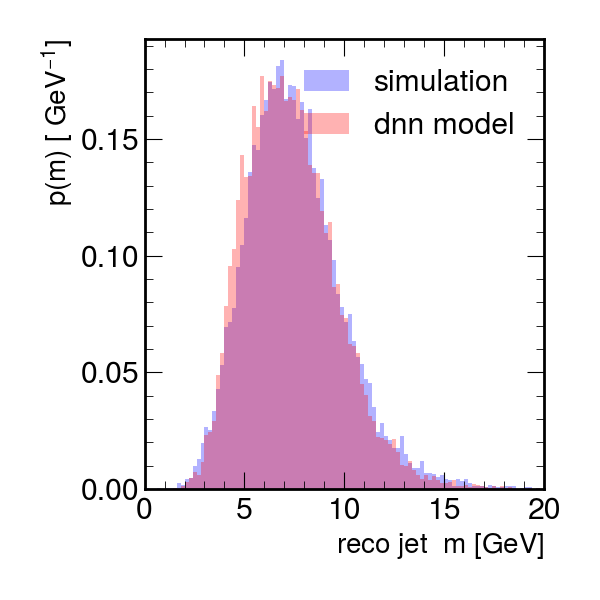 p(m) [ GeV⁻¹]
simulation
dnn model
0.15
0.10
0.05
0.00
0 5 10 15 20
reco jet  m [GeV]